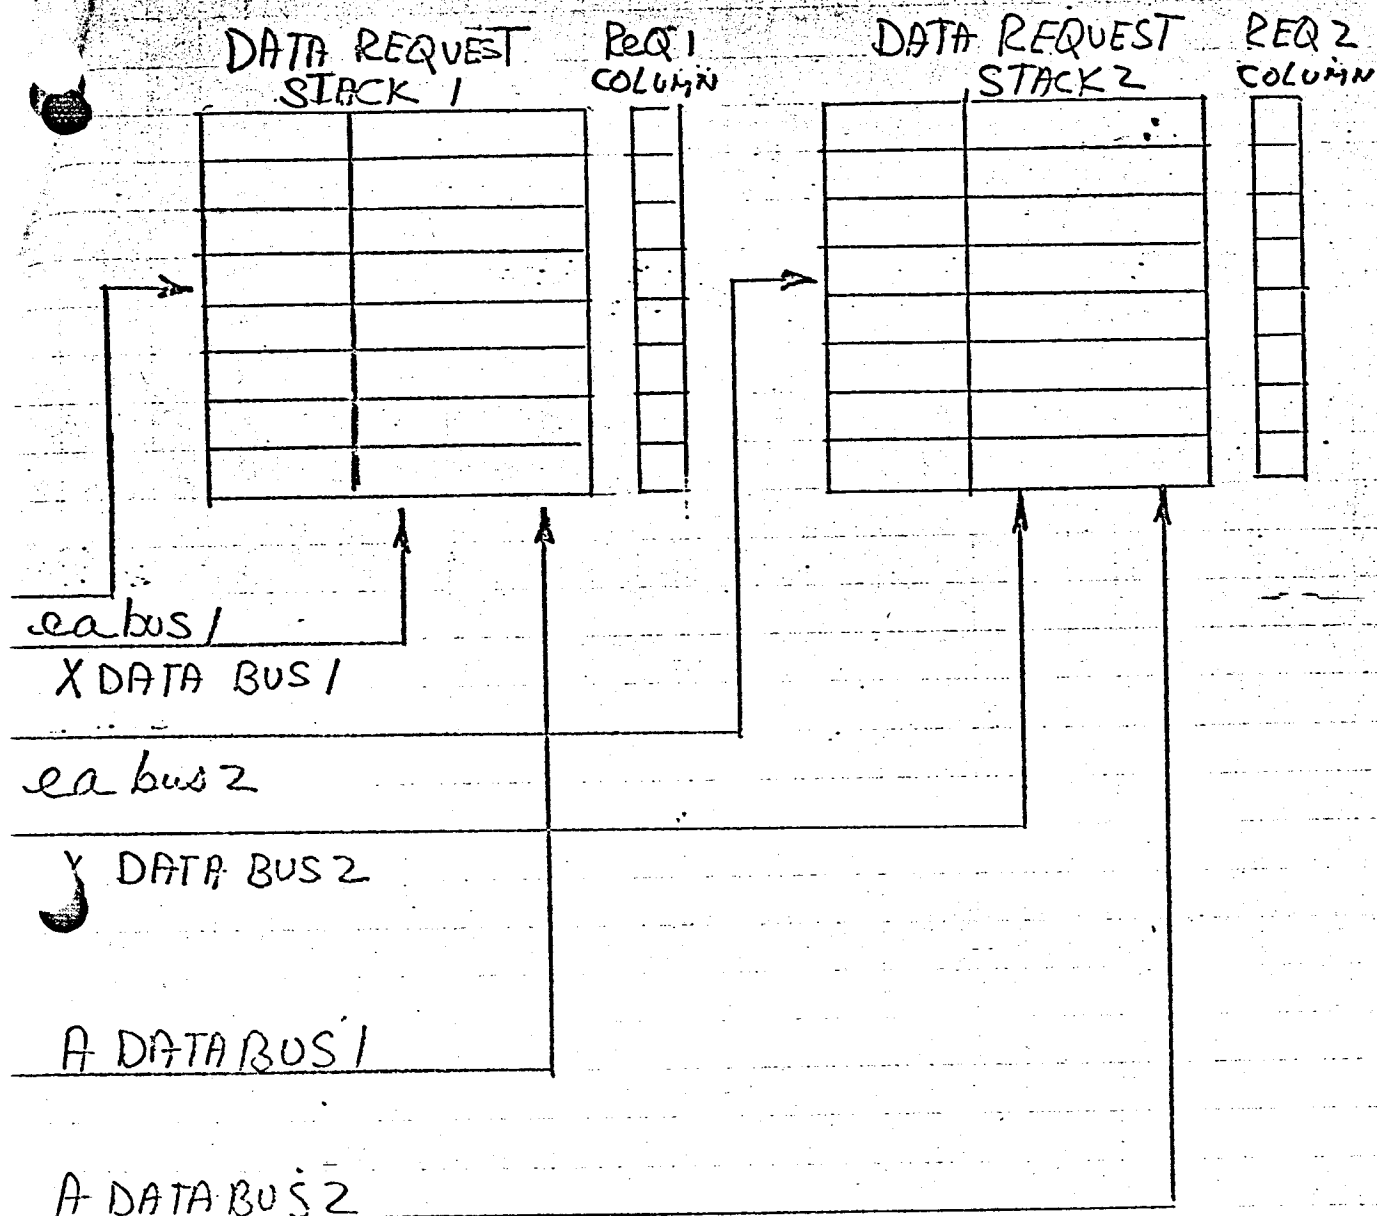 DATA REQUEST
STACK 1
REQ 1
COLUMN
DATA REQUEST
STACK 2
REQ 2
COLUMN
ea bus 1
X DATA BUS 1
ea bus 2
DATA BUS 2
A DATA BUS 1
A DATA BUS 2